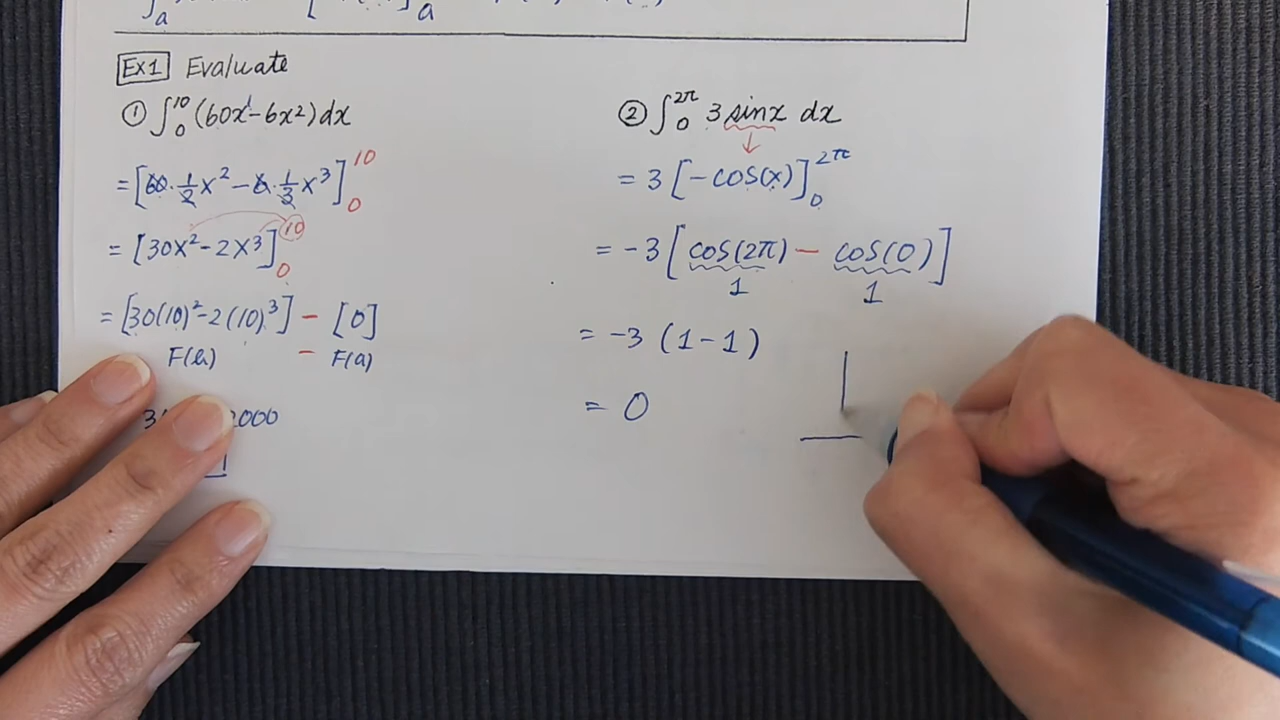 Ex1 Evaluate
① ∫₀¹⁰ (60x¹-6x²)dx
= [60·½x² - 6·⅓x³]₀¹⁰
= [30x²-2x³]₀¹⁰
= [30(10)²-2(10)³] - [0]
F(b) - F(a)
000
② ∫₀²π 3 sinx dx
= 3 [-cos(x)]₀²π
= -3 [cos(2π) - cos(0)]
1 1
= -3 (1-1)
= 0